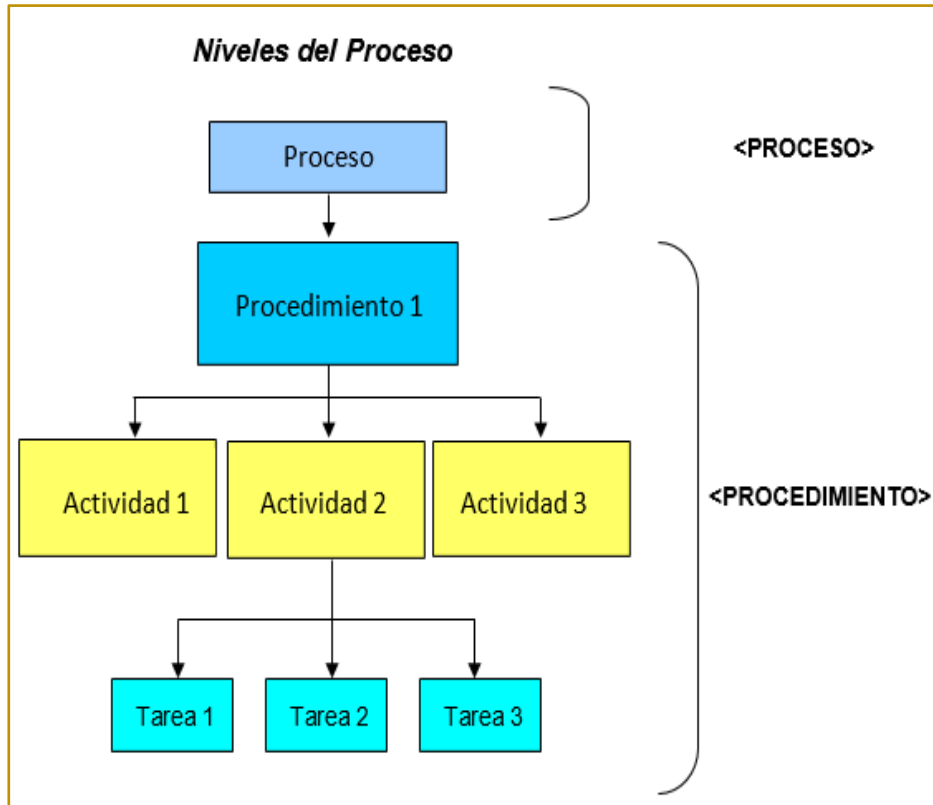 Niveles del Proceso
Proceso
<PROCESO>
Procedimiento 1
Actividad 1
Actividad 2
Actividad 3
<PROCEDIMIENTO>
Tarea 1
Tarea 2
Tarea 3